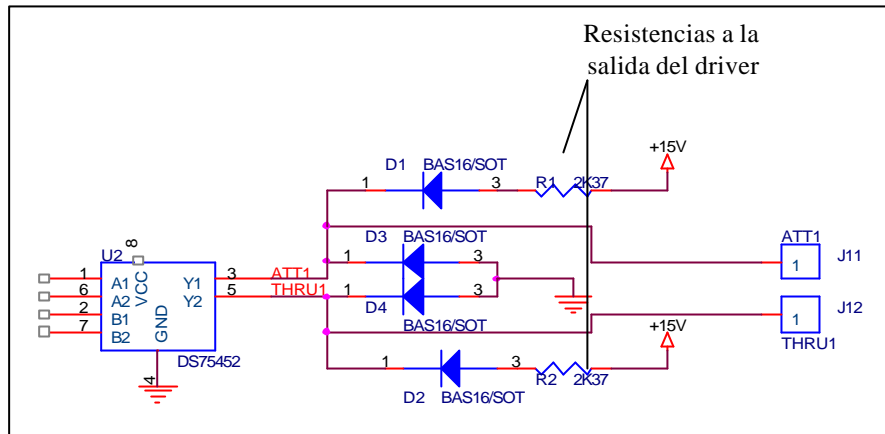 Resistencias a la
salida del driver
+15V
D1 BAS16/SOT
1 3 R1 2K37
D3 BAS16/SOT
1 3
ATT1
J11
1
U2 8
VCC
GND
1 A1 Y1 3 ATT1
6 A2 Y2 5 THRU1
2 B1
7 B2
4
DS75452
1 3
D4
BAS16/SOT
J12
1
THRU1
+15V
1 3 R2 2K37
D2 BAS16/SOT